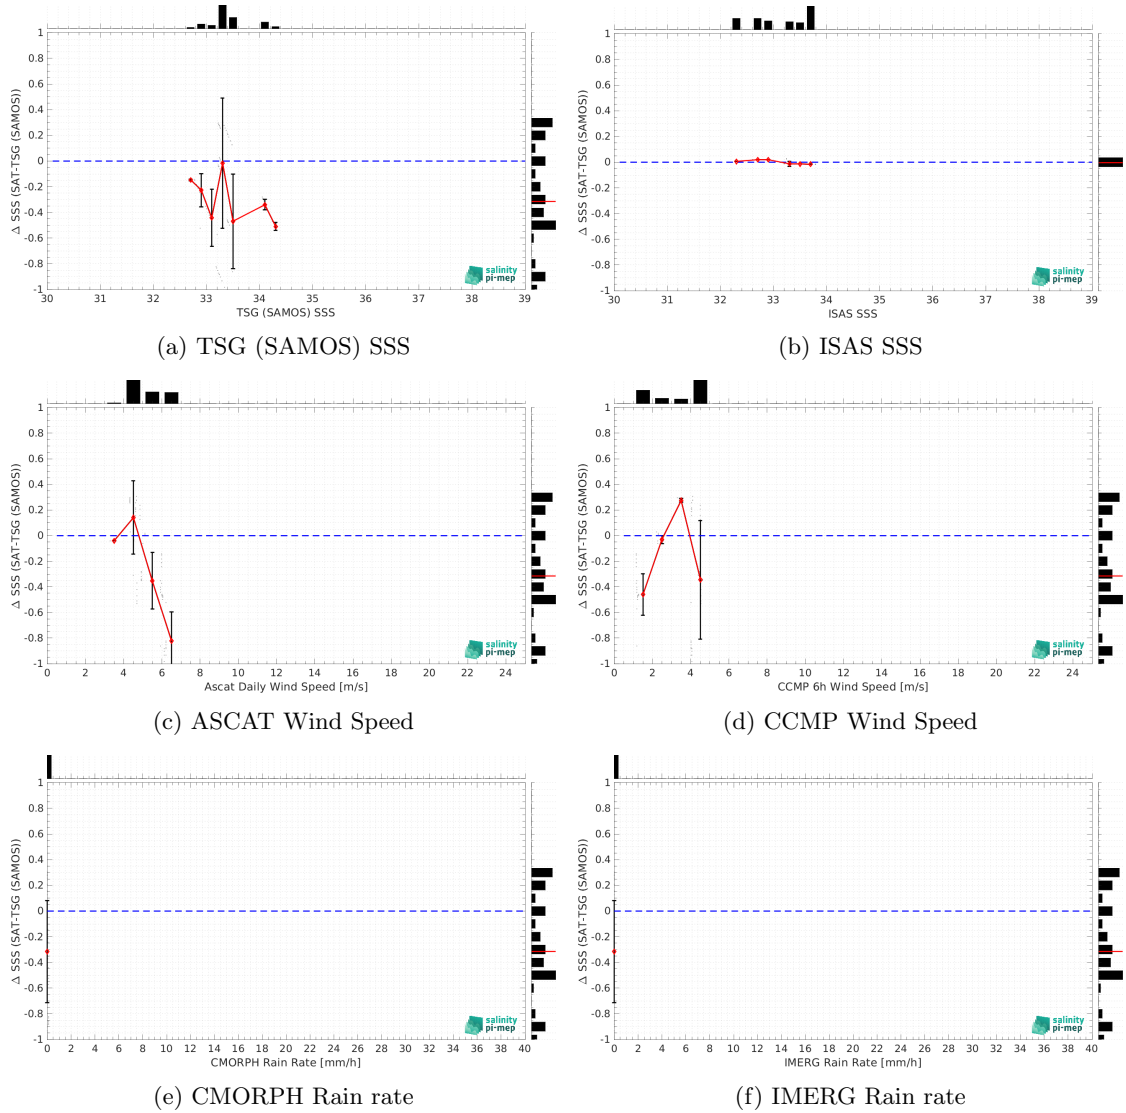 1
0.8
0.6
0.4
0.2
0
-0.2
-0.4
-0.6
-0.8
-1
Δ SSS (SAT-TSG (SAMOS))
salinity
pi-mep
30 31 32 33 34 35 36 37 38 39
TSG (SAMOS) SSS
(a) TSG (SAMOS) SSS
1
0.8
0.6
0.4
0.2
0
-0.2
-0.4
-0.6
-0.8
-1
Δ SSS (SAT-TSG (SAMOS))
salinity
pi-mep
30 31 32 33 34 35 36 37 38 39
ISAS SSS
(b) ISAS SSS
1
0.8
0.6
0.4
0.2
0
-0.2
-0.4
-0.6
-0.8
-1
Δ SSS (SAT-TSG (SAMOS))
salinity
pi-mep
0 2 4 6 8 10 12 14 16 18 20 22 24
Ascat Daily Wind Speed [m/s]
(c) ASCAT Wind Speed
1
0.8
0.6
0.4
0.2
0
-0.2
-0.4
-0.6
-0.8
-1
Δ SSS (SAT-TSG (SAMOS))
salinity
pi-mep
0 2 4 6 8 10 12 14 16 18 20 22 24
CCMP 6h Wind Speed [m/s]
(d) CCMP Wind Speed
1
0.8
0.6
0.4
0.2
0
-0.2
-0.4
-0.6
-0.8
-1
Δ SSS (SAT-TSG (SAMOS))
salinity
pi-mep
0 2 4 6 8 10 12 14 16 18 20 22 24 26 28 30 32 34 36 38 40
CMORPH Rain Rate [mm/h]
(e) CMORPH Rain rate
1
0.8
0.6
0.4
0.2
0
-0.2
-0.4
-0.6
-0.8
-1
Δ SSS (SAT-TSG (SAMOS))
salinity
pi-mep
0 2 4 6 8 10 12 14 16 18 20 22 24 26 28 30 32 34 36 38 40
IMERG Rain Rate [mm/h]
(f) IMERG Rain rate